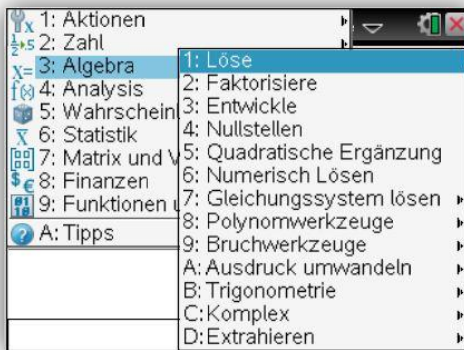 1: Aktionen
2: Zahl
3: Algebra
4: Analysis
5: Wahrschein
6: Statistik
7: Matrix und V
8: Finanzen
9: Funktionen u
A: Tipps
1: Löse
2: Faktorisiere
3: Entwickle
4: Nullstellen
5: Quadratische Ergänzung
6: Numerisch Lösen
7: Gleichungssystem lösen
8: Polynomwerkzeuge
9: Bruchwerkzeuge
A: Ausdruck umwandeln
B: Trigonometrie
C: Komplex
D: Extrahieren